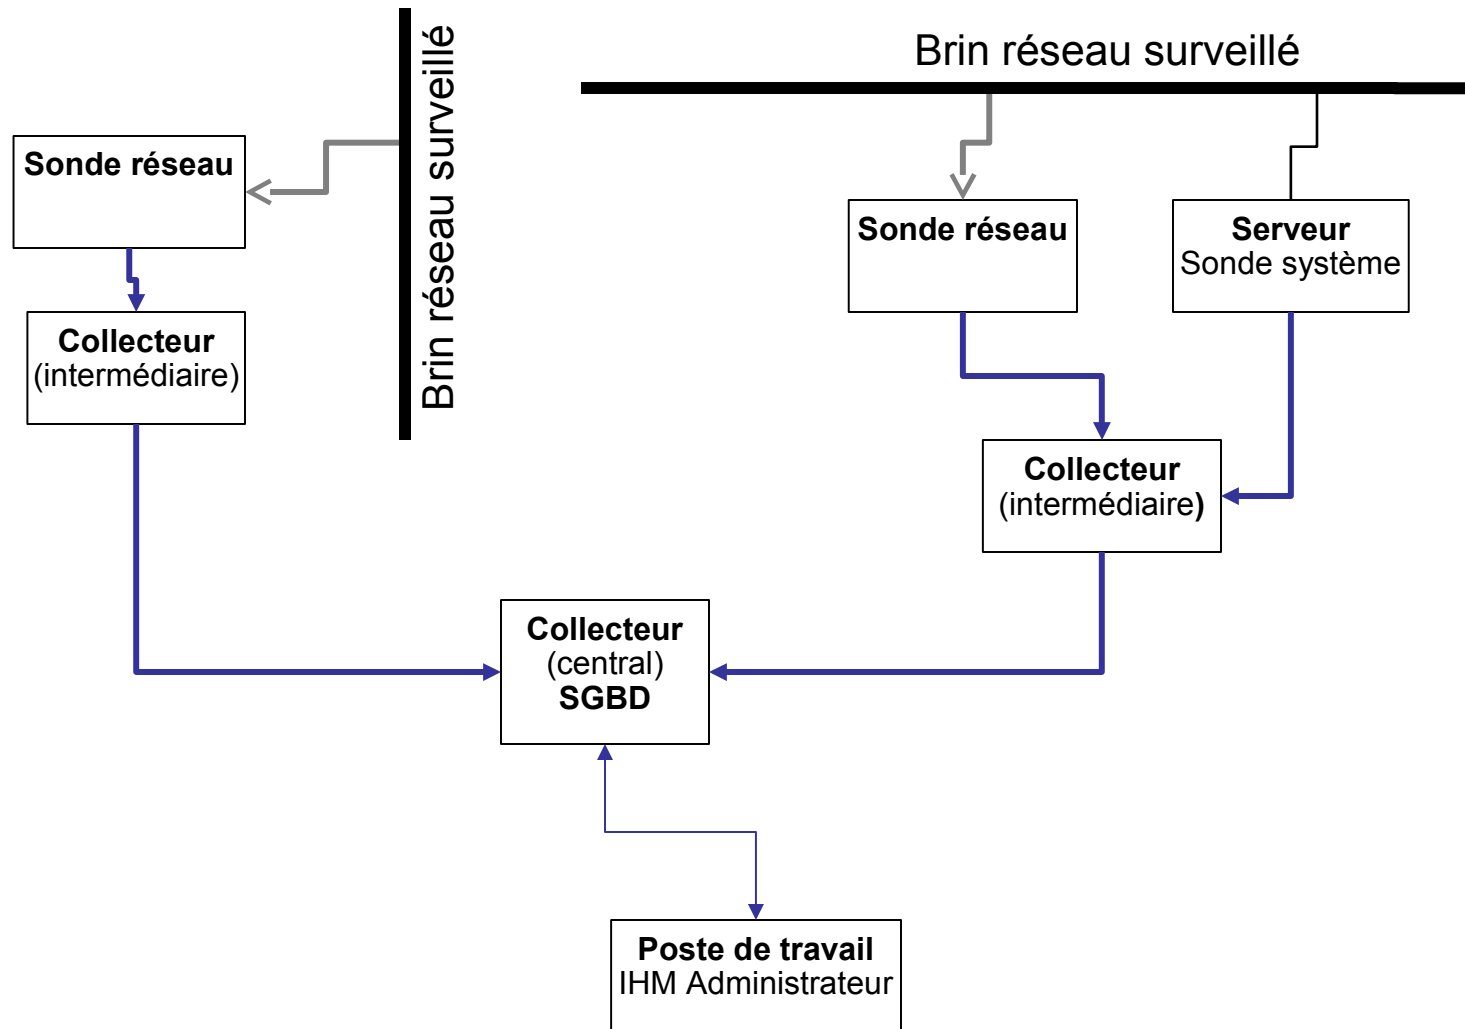 Brin réseau surveillé
Brin réseau surveillé
Sonde réseau
Sonde réseau
Serveur
Sonde système
Collecteur
(intermédiaire)
Collecteur
(intermédiaire)
Collecteur
(central)
SGBD
Poste de travail
IHM Administrateur